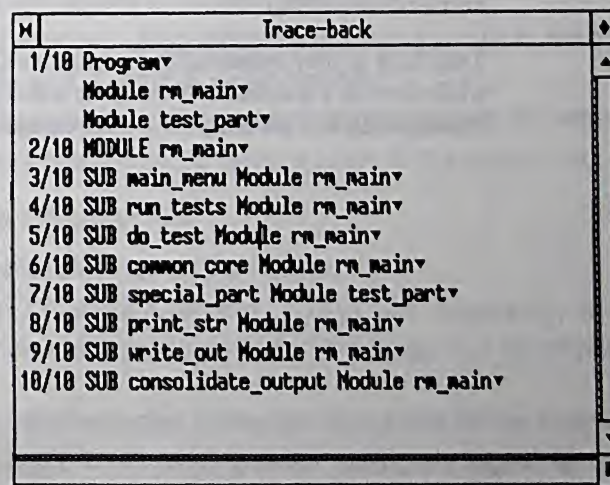 Trace-back
1/10 Program▾
Module rm_main▾
Module test_part▾
2/10 MODULE rm_main▾
3/10 SUB main_menu Module rm_main▾
4/10 SUB run_tests Module rm_main▾
5/10 SUB do_test Module rm_main▾
6/10 SUB common_core Module rm_main▾
7/10 SUB special_part Module test_part▾
8/10 SUB print_str Module rm_main▾
9/10 SUB write_out Module rm_main▾
10/10 SUB consolidate_output Module rm_main▾